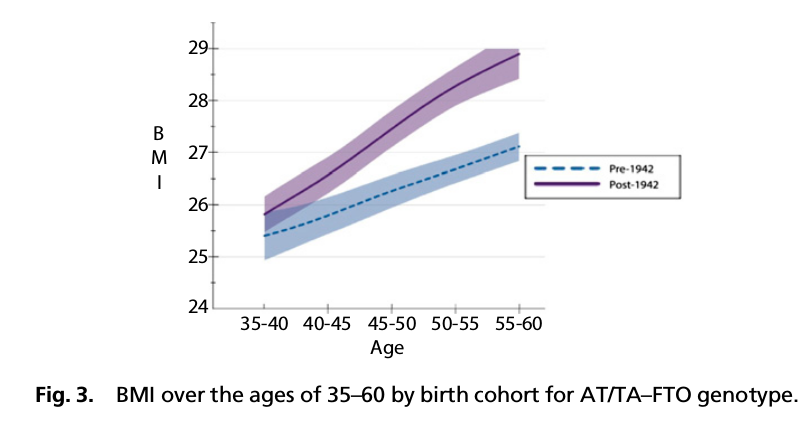 29
28
27
26
25
24
B
M
I
35-40 40-45 45-50 50-55 55-60
Age
Pre-1942
Post-1942
Fig. 3. BMI over the ages of 35–60 by birth cohort for AT/TA–FTO genotype.